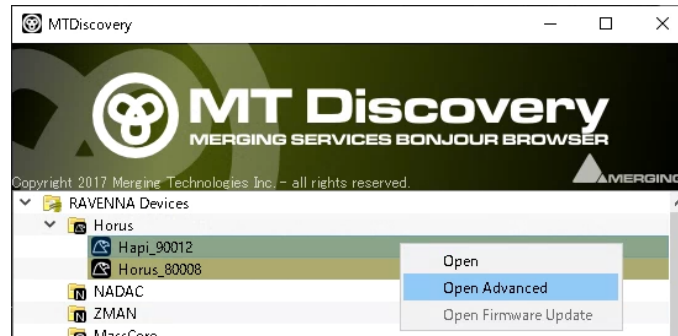 MTDiscovery
MT Discovery
MERGING SERVICES BONJOUR BROWSER
Copyright 2017 Merging Technologies Inc. - all rights reserved.
MERGING
RAVENNA Devices
Horus
Hapi_90012
Horus_80008
Open
Open Advanced
Open Firmware Update
NADAC
ZMAN
MassCore